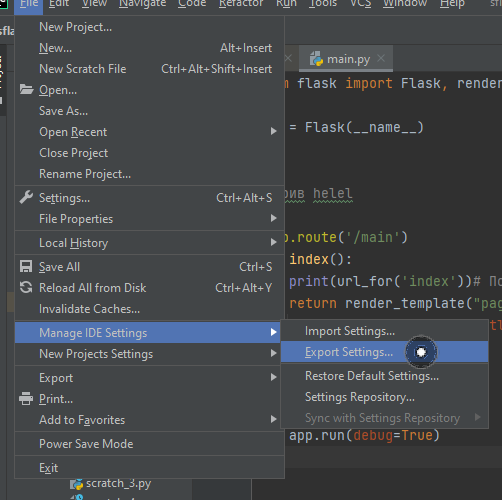 File Edit View Navigate Code Refactor Run Tools VCS Window Help
New Project...
New... Alt+Insert
New Scratch File Ctrl+Alt+Shift+Insert
Open...
Save As...
Open Recent
Close Project
Rename Project...
Settings... Ctrl+Alt+S
File Properties
Local History
Save All Ctrl+S
Reload All from Disk Ctrl+Alt+Y
Invalidate Caches...
Manage IDE Settings
New Projects Settings
Export
Print...
Add to Favorites
Power Save Mode
Exit
scratch_3.py
main.py
flask import Flask, render
= Flask(__name__)
helel
.route('/main')
index():
print(url_for('index'))#
return render_template("
Import Settings...
Export Settings...
Restore Default Settings...
Settings Repository...
Sync with Settings Repository
app.run(debug=True)